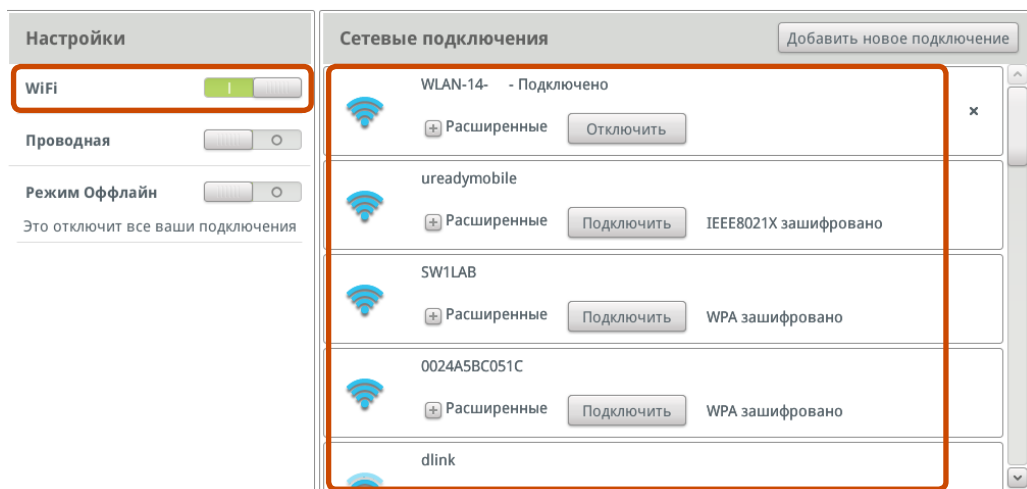 Настройки
WiFi
Проводная
Режим Оффлайн
Это отключит все ваши подключения
Сетевые подключения
Добавить новое подключение
WLAN-14- - Подключено
Расширенные Отключить
ureadymobile
Расширенные Подключить IEEE8021X зашифровано
SW1LAB
Расширенные Подключить WPA зашифровано
0024A5BC051C
Расширенные Подключить WPA зашифровано
dlink